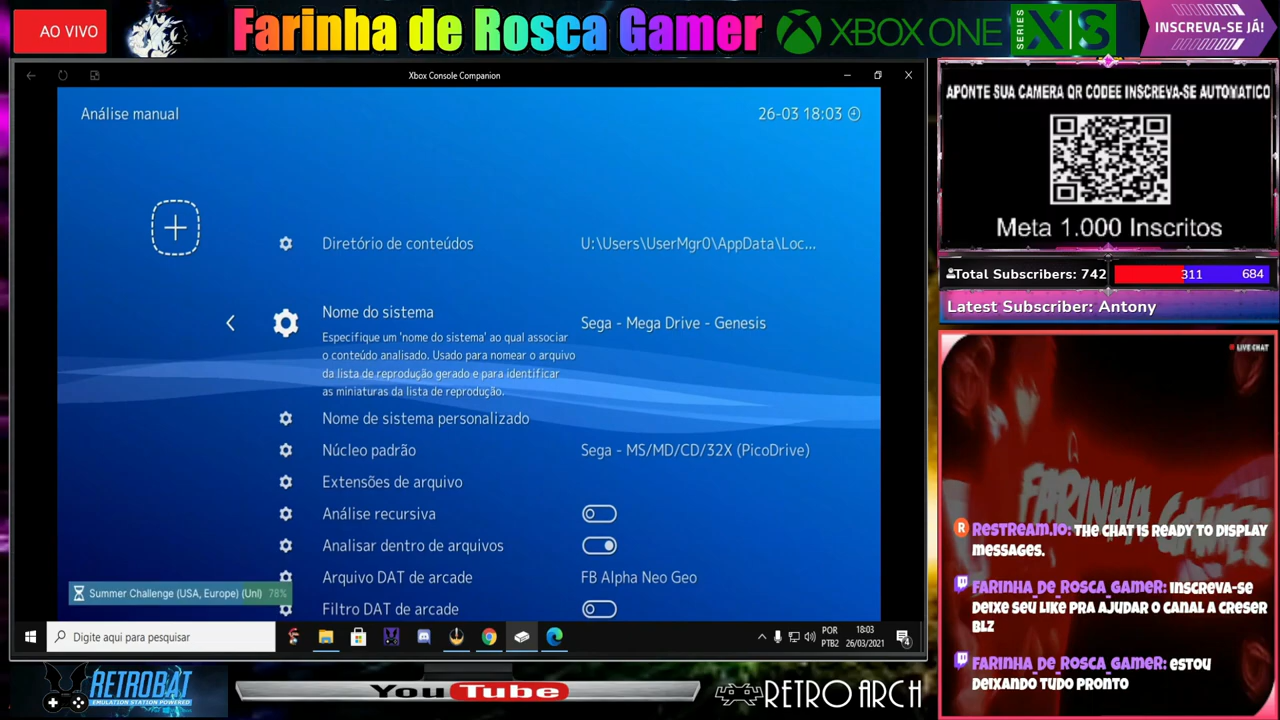 AO VIVO
Farinha de Rosca Gamer
XBOX ONE
SERIES X|S
INSCREVA-SE JÁ!
Xbox Console Companion
Análise manual
26-03 18:03
Diretório de conteúdos
U:\Users\UserMgr0\AppData\Loc...
Nome do sistema
Sega - Mega Drive - Genesis
Especifique um 'nome do sistema' ao qual associar
o conteúdo analisado. Usado para nomear o arquivo
da lista de reprodução gerado e para identificar
as miniaturas da lista de reprodução.
Nome de sistema personalizado
Núcleo padrão
Sega - MS/MD/CD/32X (PicoDrive)
Extensões de arquivo
Análise recursiva
Analisar dentro de arquivos
Arquivo DAT de arcade
FB Alpha Neo Geo
Filtro DAT de arcade
Summer Challenge (USA, Europe) (Unl) 78%
Digite aqui para pesquisar
POR
PTB2
18:03
26/03/2021
4
APONTE SUA CAMERA QR CODEE INSCREVA-SE AUTOMATICO
Meta 1.000 Inscritos
Total Subscribers: 742
311
684
Latest Subscriber: Antony
LIVE CHAT
FARINHA GAMER
Restream.io: The chat is ready to display
messages.
Farinha_de_Rosca_Gamer: Inscreva-se
deixe seu like pra ajudar o canal a creser
blz
Farinha_de_Rosca_Gamer: estou
deixando tudo pronto
RETROBAT
EMULATION STATION POWERED
YouTube
RETRO ARCH